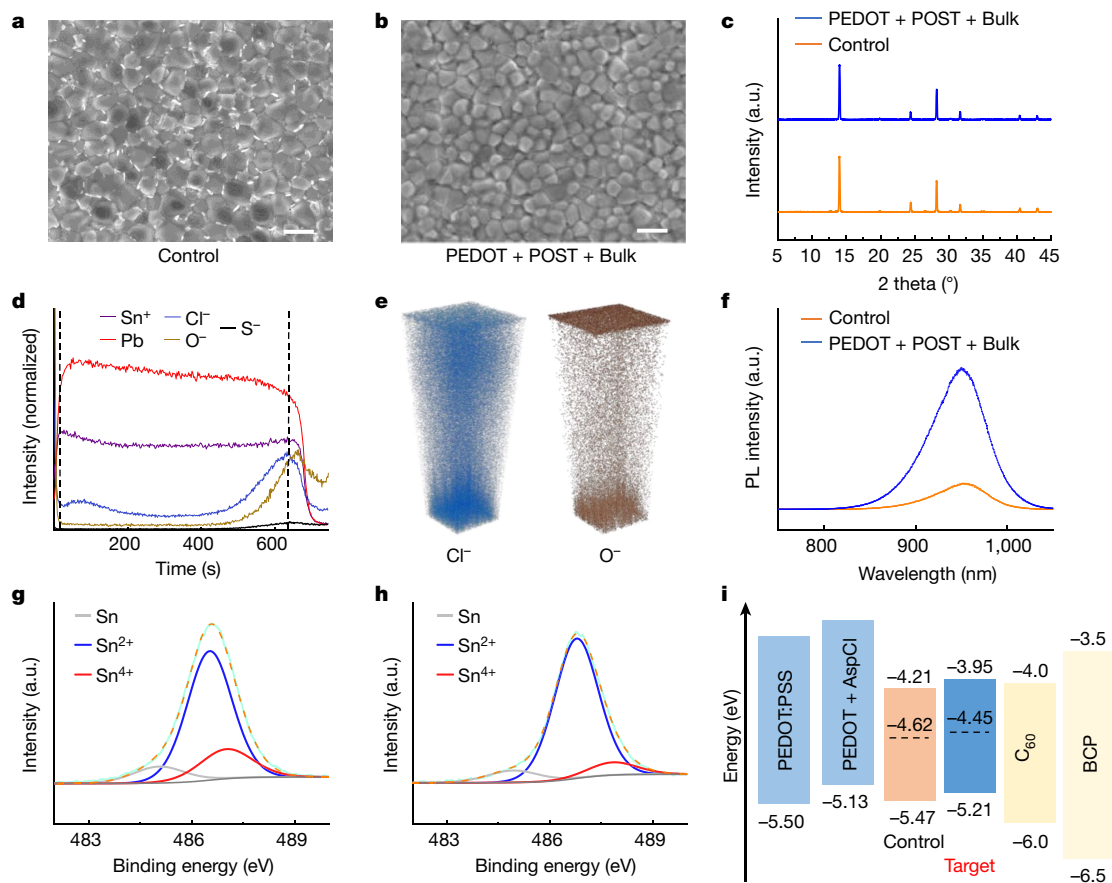 a
Control
b
PEDOT + POST + Bulk
c
PEDOT + POST + Bulk
Control
Intensity (a.u.)
5 15 25 35 45
2 theta (°)
d
Sn⁺ Cl⁻ S⁻
Pb O⁻
Intensity (normalized)
200 400 600
Time (s)
e
Cl⁻ O⁻
f
Control
PEDOT + POST + Bulk
PL intensity (a.u.)
800 900 1,000
Wavelength (nm)
g
Sn
Sn²⁺
Sn⁴⁺
Intensity (a.u.)
483 486 489
Binding energy (eV)
h
Sn
Sn²⁺
Sn⁴⁺
Intensity (a.u.)
483 486 489
Binding energy (eV)
i
Energy (eV)
PEDOT:PSS
–5.50
PEDOT + AspCl
–5.13
–4.21
–4.62
–5.47
Control
–3.95
–4.45
–5.21
Target
–4.0
C₆₀
–6.0
–3.5
BCP
–6.5